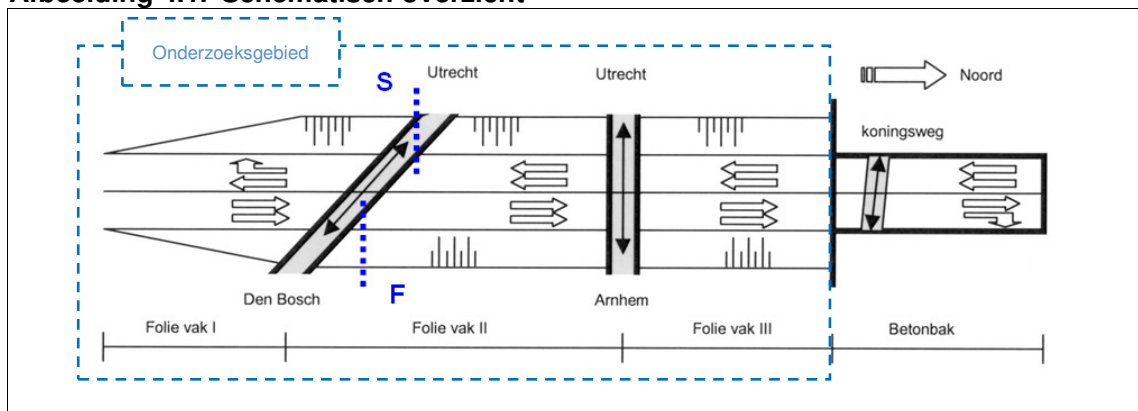 Afbeelding 4.1: Schematisch overzicht
Onderzoeksgebied
S
Utrecht
Utrecht
Noord
koningsweg
F
Den Bosch
Arnhem
Folie vak I
Folie vak II
Folie vak III
Betonbak